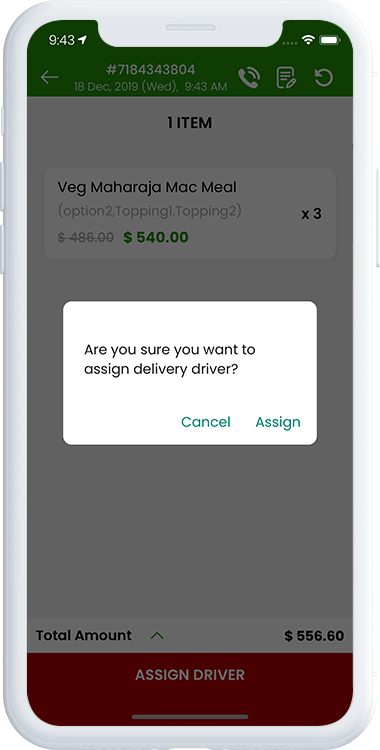 9:43
#7184343804
18 Dec, 2019 (Wed), 9:43 AM
1 ITEM
Veg Maharaja Mac Meal
(option2,Topping1,Topping2)
x 3
$ 486.00 $ 540.00
Are you sure you want to
assign delivery driver?
Cancel Assign
Total Amount $ 556.60
ASSIGN DRIVER